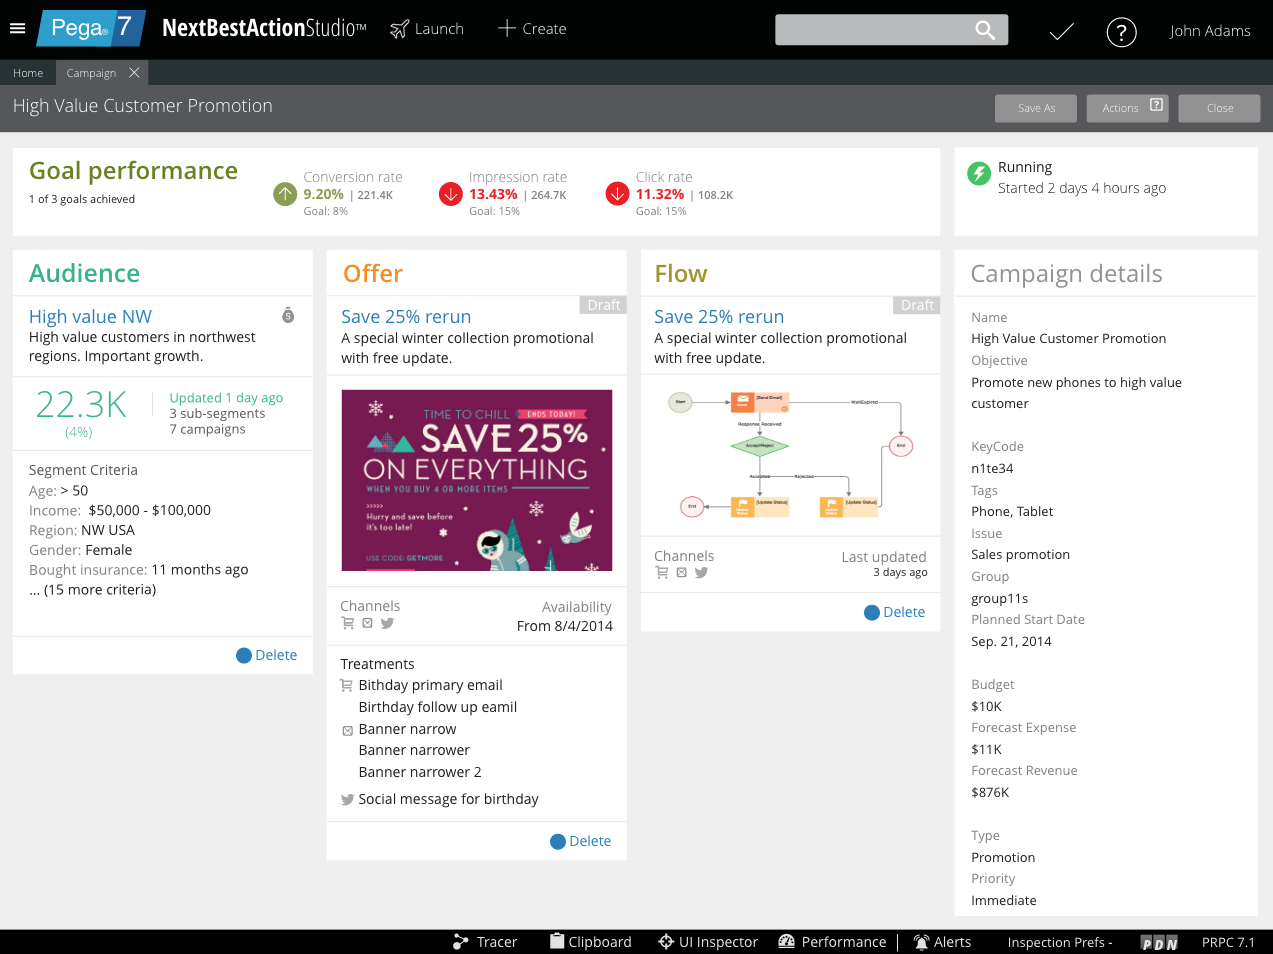 Pega® 7
NextBestActionStudio™
Launch
Create
?
John Adams
Home
Campaign
High Value Customer Promotion
Save As
Actions
?
Close
Goal performance
1 of 3 goals achieved
Conversion rate
9.20% | 221.4K
Goal: 8%
Impression rate
13.43% | 264.7K
Goal: 15%
Click rate
11.32% | 108.2K
Goal: 15%
Running
Started 2 days 4 hours ago
Audience
High value NW
$
High value customers in northwest
regions. Important growth.
22.3K
(4%)
Updated 1 day ago
3 sub-segments
7 campaigns
Segment Criteria
Age: > 50
Income: $50,000 - $100,000
Region: NW USA
Gender: Female
Bought insurance: 11 months ago
... (15 more criteria)
Delete
Offer
Draft
Save 25% rerun
A special winter collection promotional
with free update.
TIME TO CHILL ENDS TODAY!
SAVE 25%
ON EVERYTHING
WHEN YOU BUY 4 OR MORE ITEMS
>>>>>
Hurry and save before
it's too late!
USE CODE: GETMORE
Channels
Availability
From 8/4/2014
Treatments
Bithday primary email
Birthday follow up eamil
Banner narrow
Banner narrower
Banner narrower 2
Social message for birthday
Delete
Flow
Draft
Save 25% rerun
A special winter collection promotional
with free update.
Start
[Send Email]
WaitExpired
Response Received
Accept/Reject
End
Accepted
Rejected
End
[Update Status]
[Update Status]
Channels
Last updated
3 days ago
Delete
Campaign details
Name
High Value Customer Promotion
Objective
Promote new phones to high value
customer
KeyCode
n1te34
Tags
Phone, Tablet
Issue
Sales promotion
Group
group11s
Planned Start Date
Sep. 21, 2014
Budget
$10K
Forecast Expense
$11K
Forecast Revenue
$876K
Type
Promotion
Priority
Immediate
Tracer
Clipboard
UI Inspector
Performance
Alerts
Inspection Prefs -
PDN
PRPC 7.1